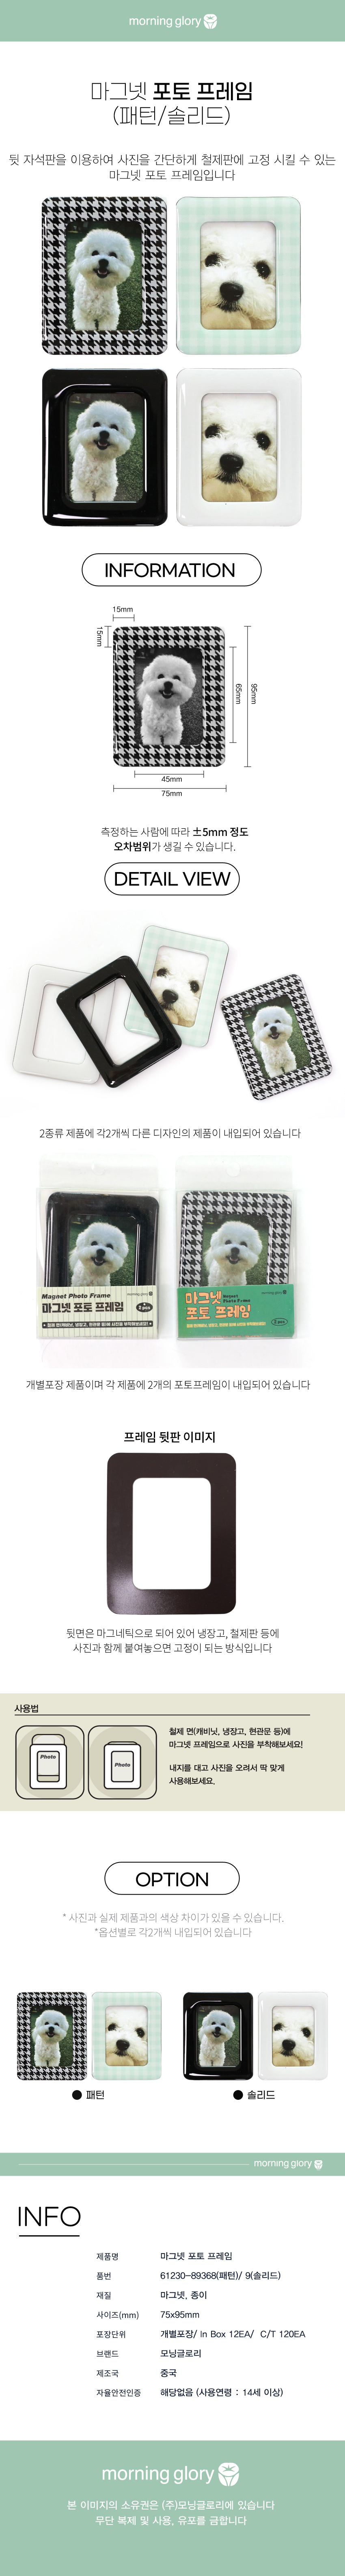 morning glory
마그넷 포토 프레임
(패턴/솔리드)
뒷 자석판을 이용하여 사진을 간단하게 철제판에 고정 시킬 수 있는
마그넷 포토 프레임입니다
INFORMATION
15mm
15mm
65mm
95mm
45mm
75mm
측정하는 사람에 따라 ±5mm 정도
오차범위가 생길 수 있습니다.
DETAIL VIEW
2종류 제품에 각2개씩 다른 디자인의 제품이 내입되어 있습니다
Magnet Photo Frame
마그넷 포토 프레임
morning glory
마그넷
포토 프레임
Magnet
Photo Frame
개별포장 제품이며 각 제품에 2개의 포토프레임이 내입되어 있습니다
프레임 뒷판 이미지
뒷면은 마그네틱으로 되어 있어 냉장고, 철제판 등에
사진과 함께 붙여놓으면 고정이 되는 방식입니다
사용법
Photo
Photo
철제 면(캐비닛, 냉장고, 현관문 등)에
마그넷 프레임으로 사진을 부착해보세요!
내지를 대고 사진을 오려서 딱 맞게
사용해보세요.
OPTION
* 사진과 실제 제품과의 색상 차이가 있을 수 있습니다.
*옵션별로 각2개씩 내입되어 있습니다
● 패턴
● 솔리드
morning glory
INFO
제품명 마그넷 포토 프레임
품번 61230-89368(패턴)/ 9(솔리드)
재질 마그넷, 종이
사이즈(mm) 75x95mm
포장단위 개별포장/ In Box 12EA/ C/T 120EA
브랜드 모닝글로리
제조국 중국
자율안전인증 해당없음 (사용연령 : 14세 이상)
morning glory
본 이미지의 소유권은 (주)모닝글로리에 있습니다
무단 복제 및 사용, 유포를 금합니다